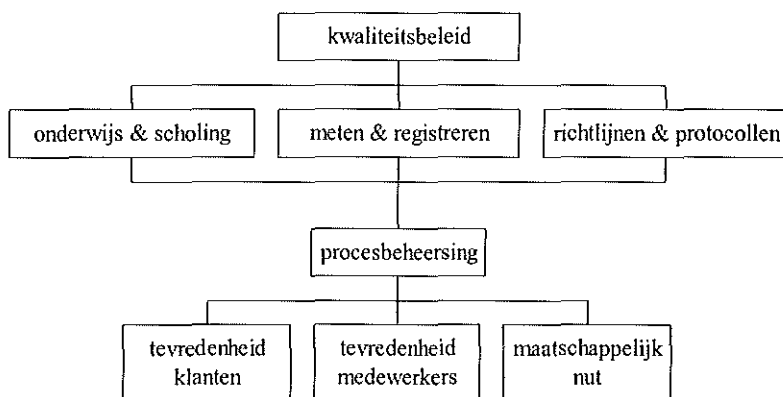 kwaliteitsbeleid
onderwijs & scholing
meten & registreren
richtlijnen & protocollen
procesbeheersing
tevredenheid
klanten
tevredenheid
medewerkers
maatschappelijk
nut